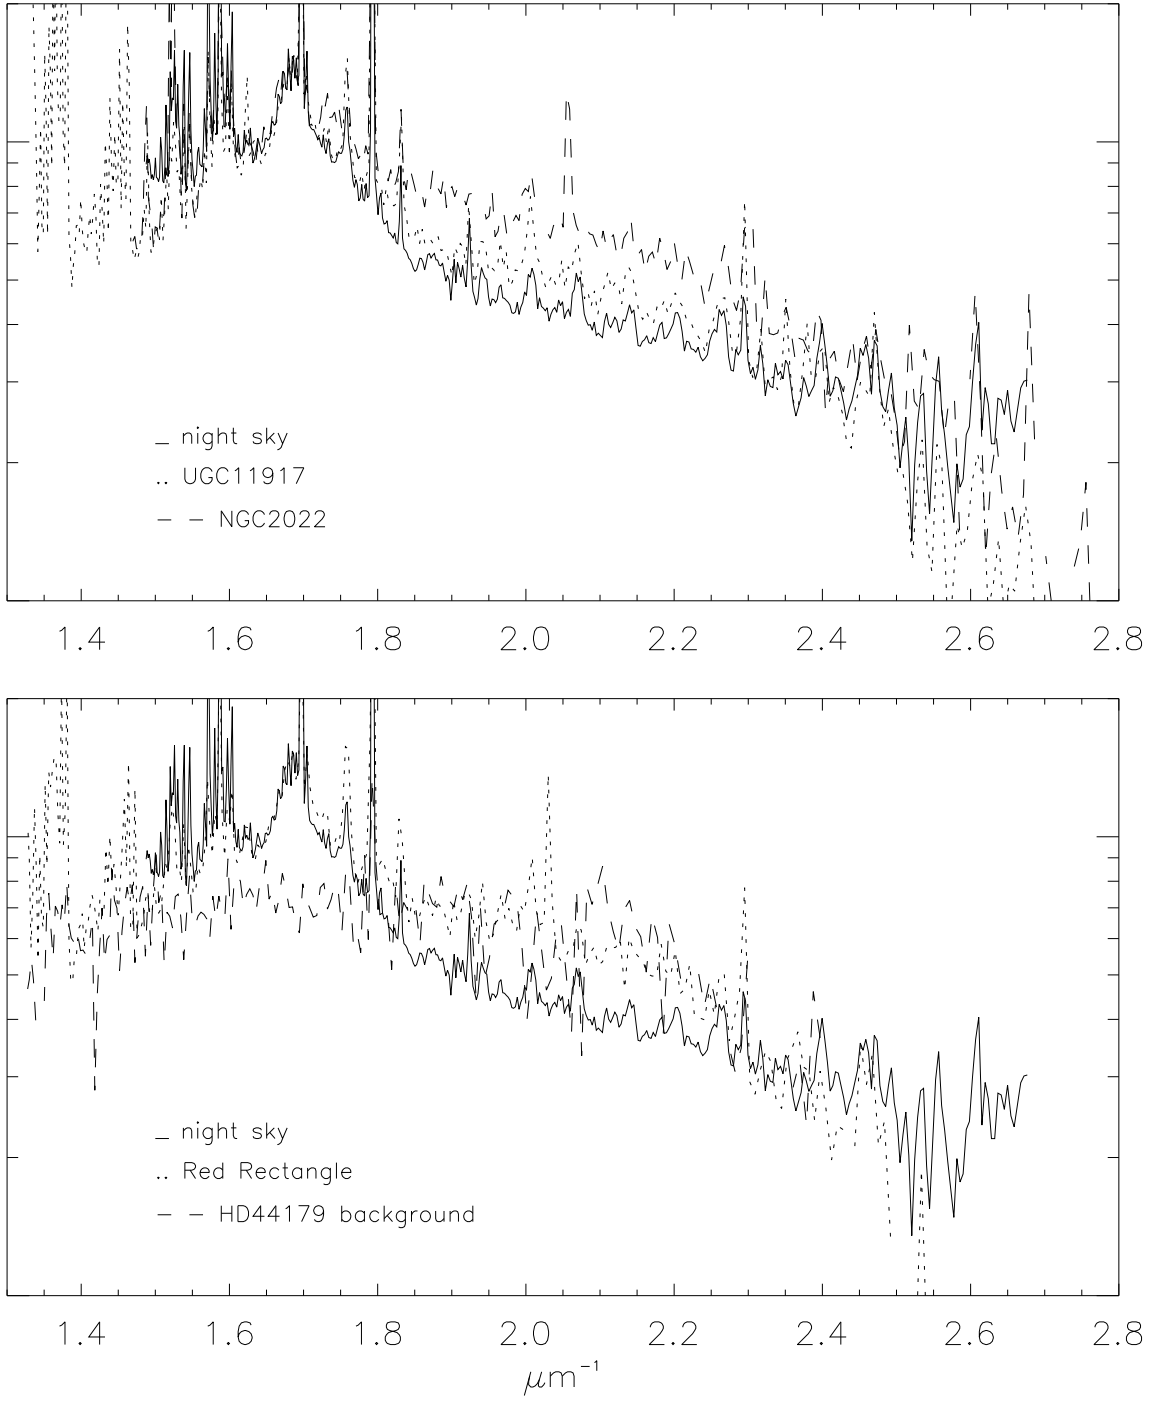 _ night sky
.. UGC11917
_ _ NGC2022
1.4 1.6 1.8 2.0 2.2 2.4 2.6 2.8
_ night sky
.. Red Rectangle
_ _ HD44179 background
1.4 1.6 1.8 2.0 2.2 2.4 2.6 2.8
μm⁻¹